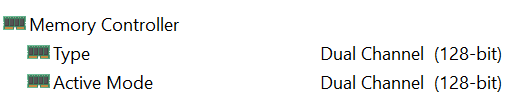 Memory Controller
Type Dual Channel (128-bit)
Active Mode Dual Channel (128-bit)